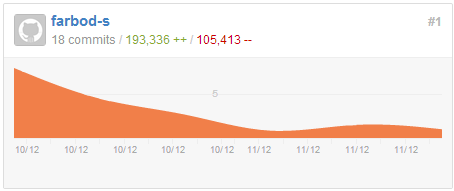 farbod-s
#1
18 commits / 193,336 ++ / 105,413 --
5
10/12 10/12 10/12 10/12 10/12 11/12 11/12 11/12 11/12